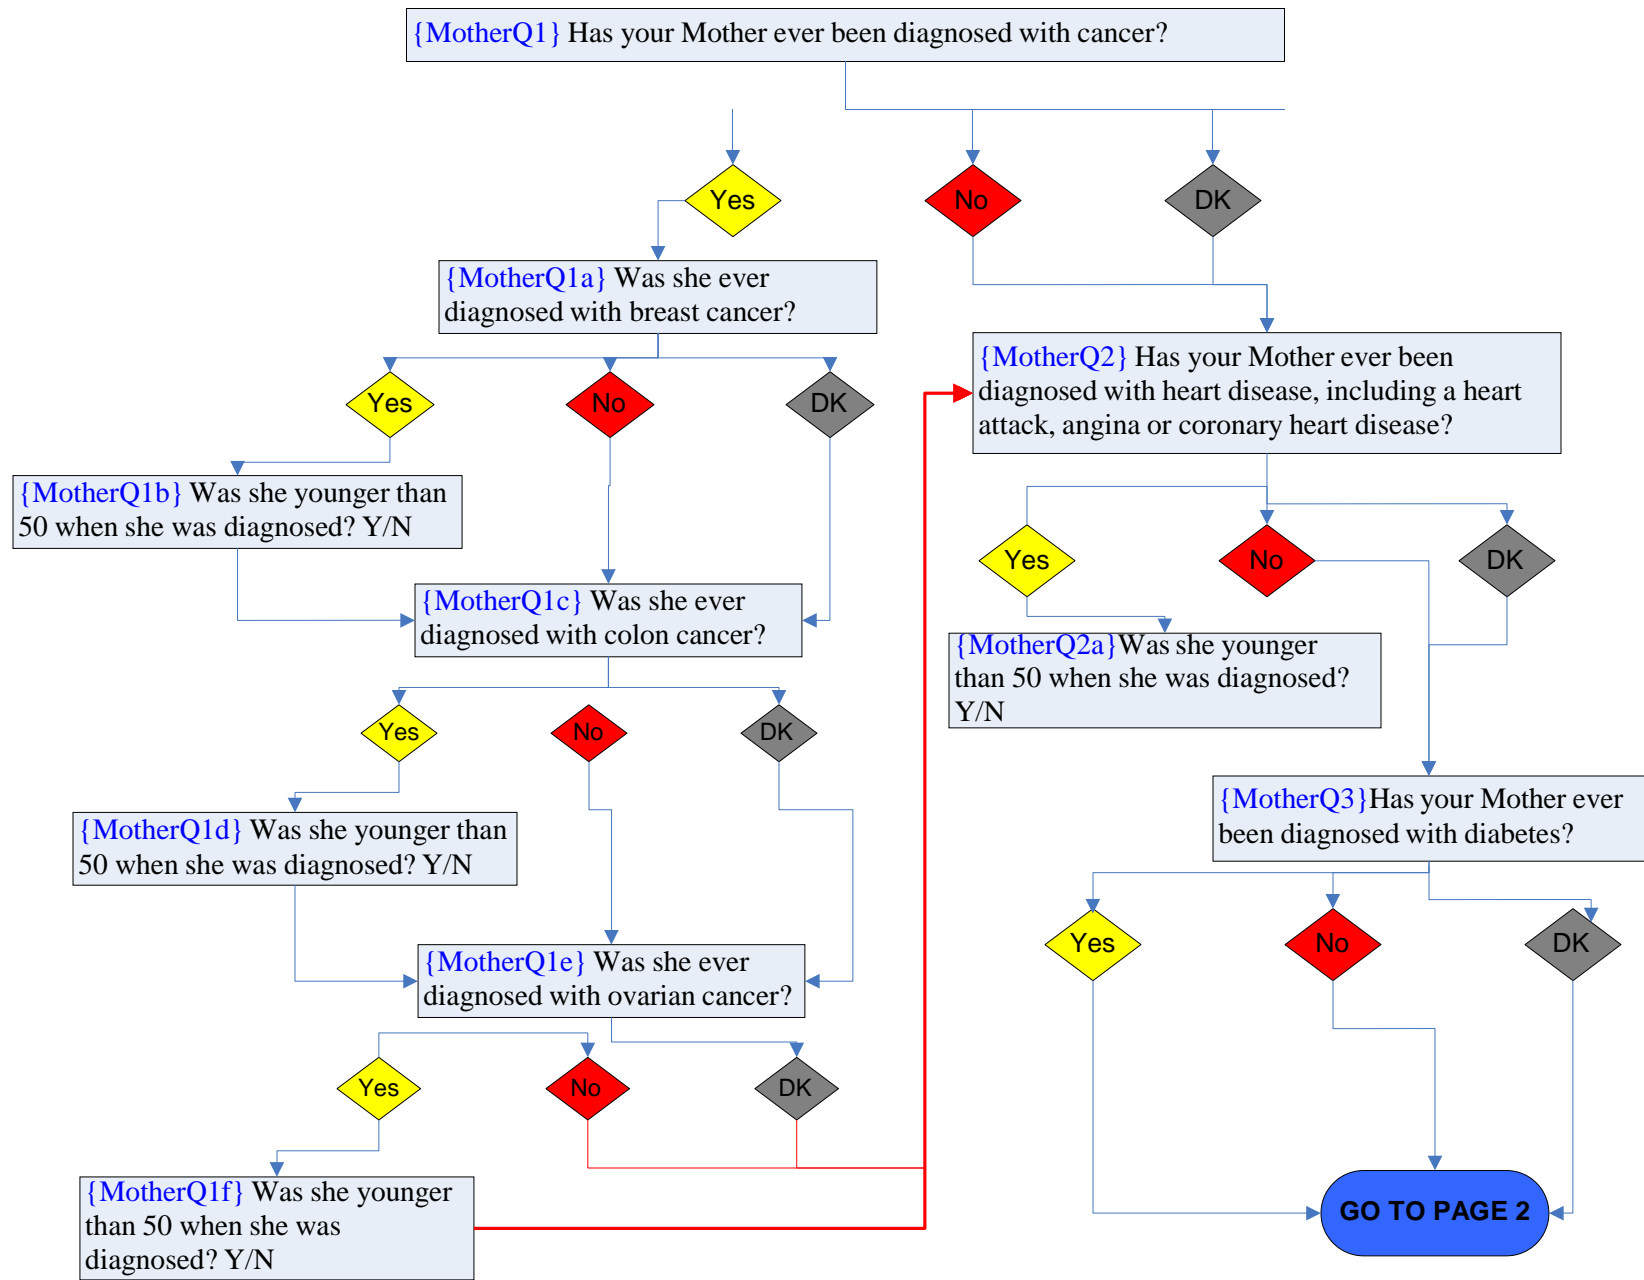 {MotherQ1} Has your Mother ever been diagnosed with cancer?
Yes
No
DK
{MotherQ1a} Was she ever
diagnosed with breast cancer?
Yes
No
DK
{MotherQ1b} Was she younger than
50 when she was diagnosed? Y/N
{MotherQ1c} Was she ever
diagnosed with colon cancer?
Yes
No
DK
{MotherQ1d} Was she younger than
50 when she was diagnosed? Y/N
{MotherQ1e} Was she ever
diagnosed with ovarian cancer?
Yes
No
DK
{MotherQ1f} Was she younger
than 50 when she was
diagnosed? Y/N
{MotherQ2} Has your Mother ever been
diagnosed with heart disease, including a heart
attack, angina or coronary heart disease?
Yes
No
DK
{MotherQ2a}Was she younger
than 50 when she was diagnosed?
Y/N
{MotherQ3}Has your Mother ever
been diagnosed with diabetes?
Yes
No
DK
GO TO PAGE 2